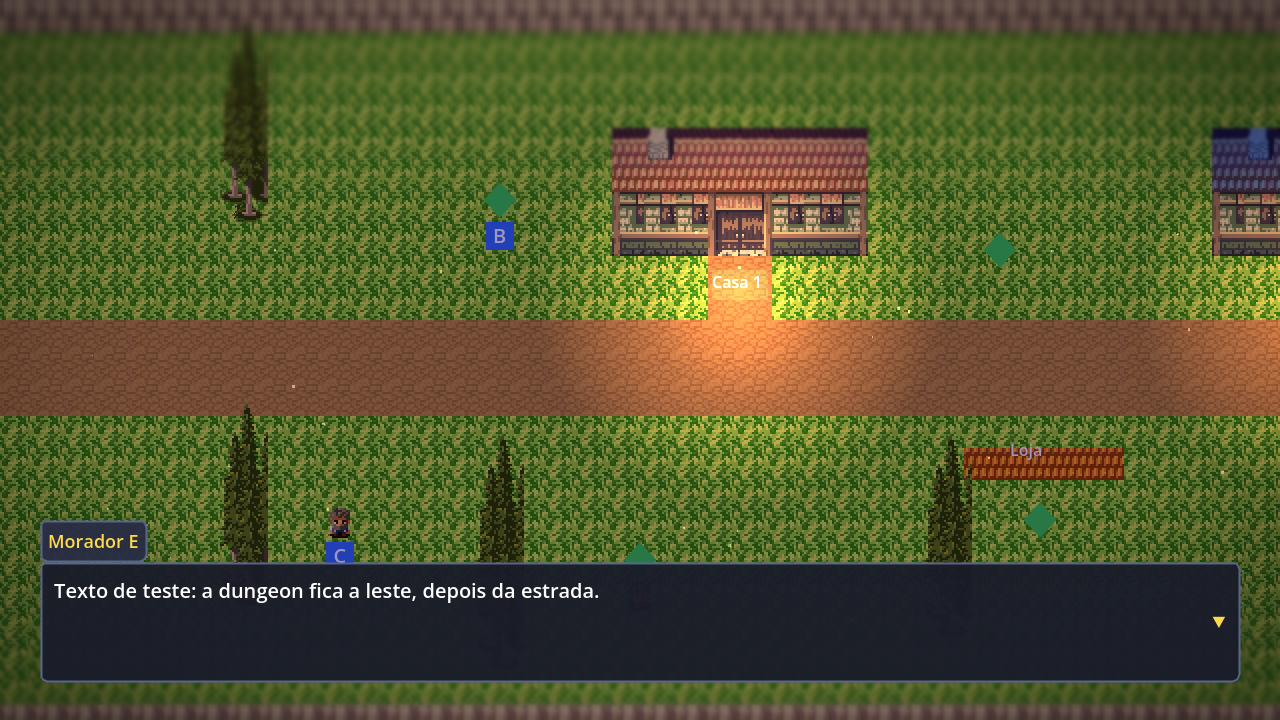 B
Casa 1
Loja
C
Morador E
Texto de teste: a dungeon fica a leste, depois da estrada.